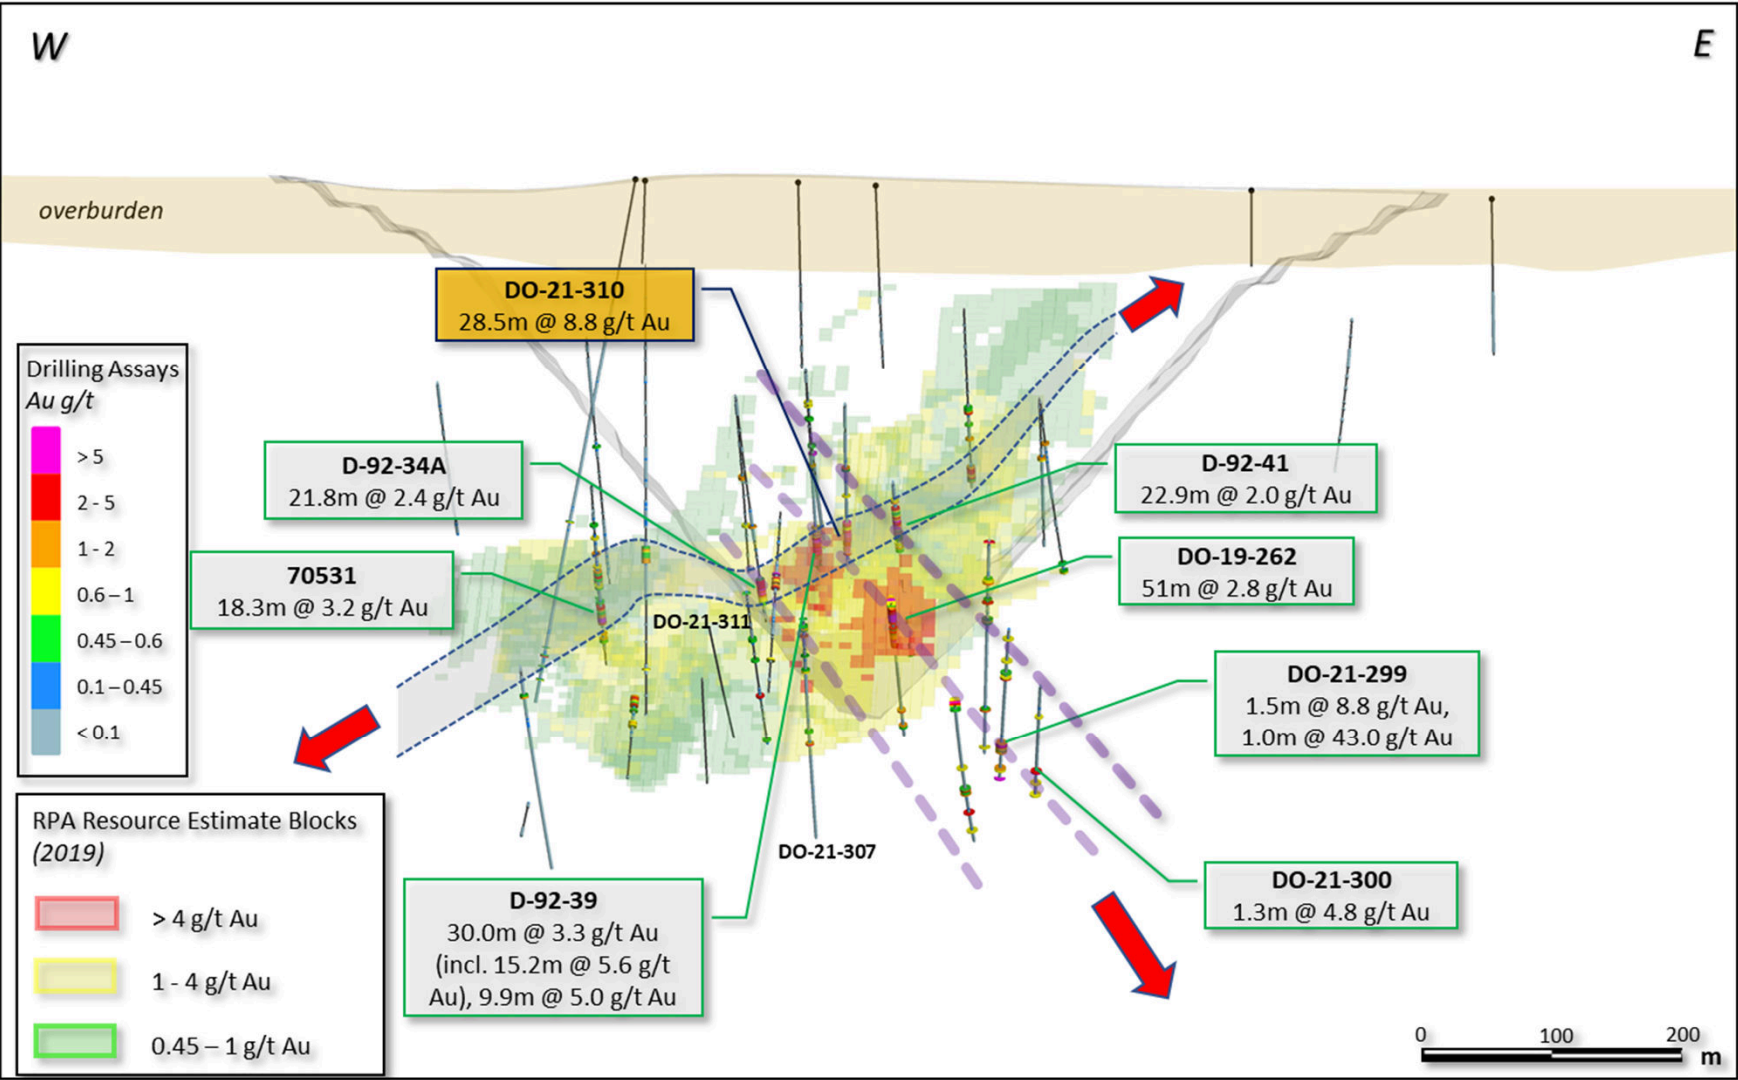 W
E
overburden
DO-21-310
28.5m @ 8.8 g/t Au
Drilling Assays
Au g/t
> 5
2 - 5
1 - 2
0.6 – 1
0.45 – 0.6
0.1 – 0.45
< 0.1
D-92-34A
21.8m @ 2.4 g/t Au
70531
18.3m @ 3.2 g/t Au
D-92-41
22.9m @ 2.0 g/t Au
DO-19-262
51m @ 2.8 g/t Au
DO-21-311
DO-21-299
1.5m @ 8.8 g/t Au,
1.0m @ 43.0 g/t Au
DO-21-307
DO-21-300
1.3m @ 4.8 g/t Au
D-92-39
30.0m @ 3.3 g/t Au
(incl. 15.2m @ 5.6 g/t
Au), 9.9m @ 5.0 g/t Au
RPA Resource Estimate Blocks
(2019)
> 4 g/t Au
1 - 4 g/t Au
0.45 – 1 g/t Au
0 100 200
m